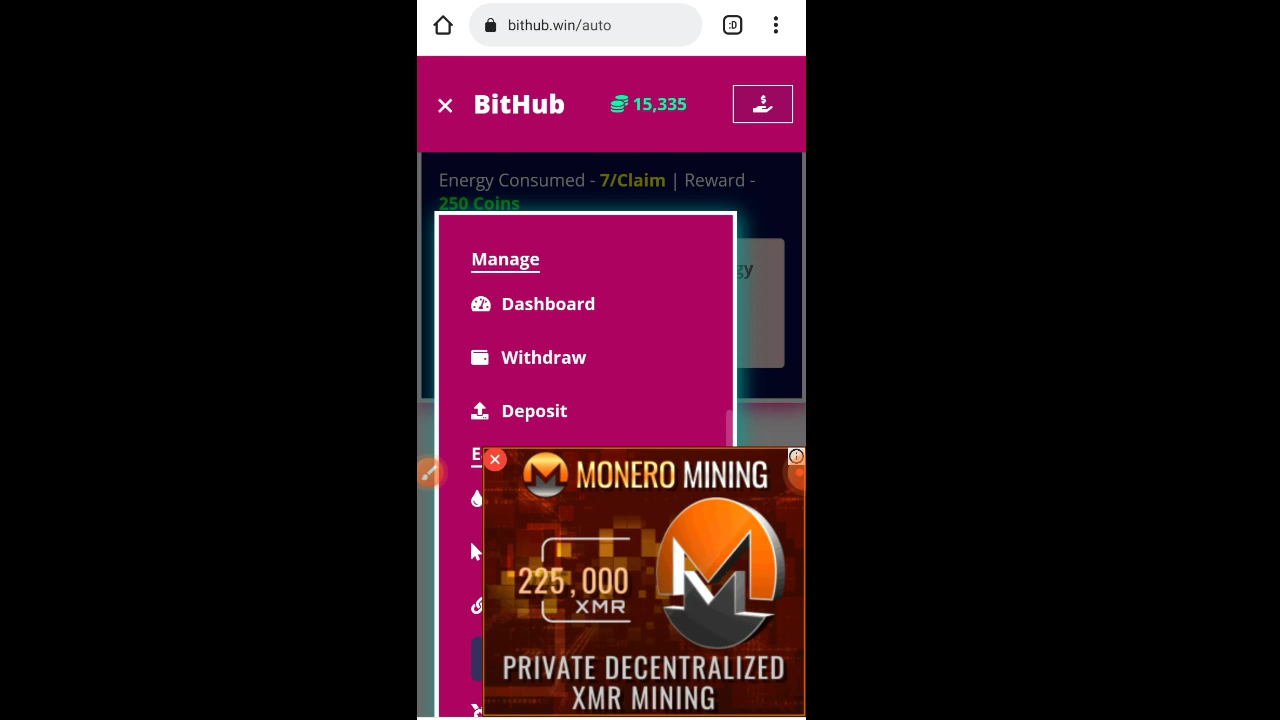 bithub.win/auto
:D
BitHub
15,335
Energy Consumed - 7/Claim | Reward -
250 Coins
Manage
gy
Dashboard
Withdraw
Deposit
E
MONERO MINING
225,000
XMR
PRIVATE DECENTRALIZED
XMR MINING